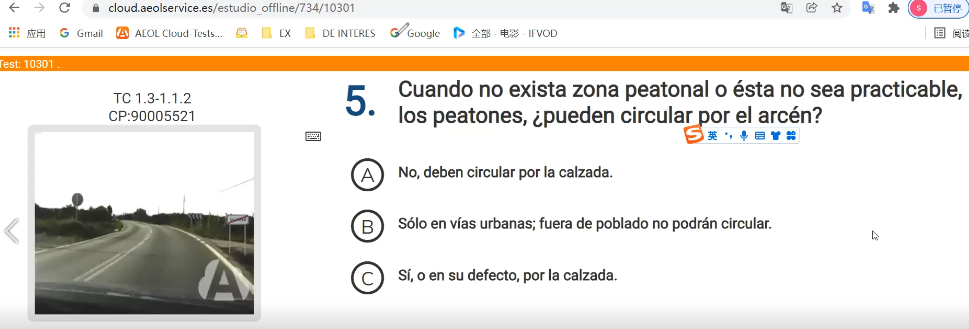 cloud.aeolservice.es/estudio_offline/734/10301
S 已暂停
应用 Gmail AEOL Cloud-Tests... EX DE INTERES Google 全部 - 电影 - IFVOD 阅读
Test: 10301 .
TC 1.3-1.1.2
CP:90005521
5.
Cuando no exista zona peatonal o ésta no sea practicable,
los peatones, ¿pueden circular por el arcén?
英
A No, deben circular por la calzada.
B Sólo en vías urbanas; fuera de poblado no podrán circular.
C Sí, o en su defecto, por la calzada.